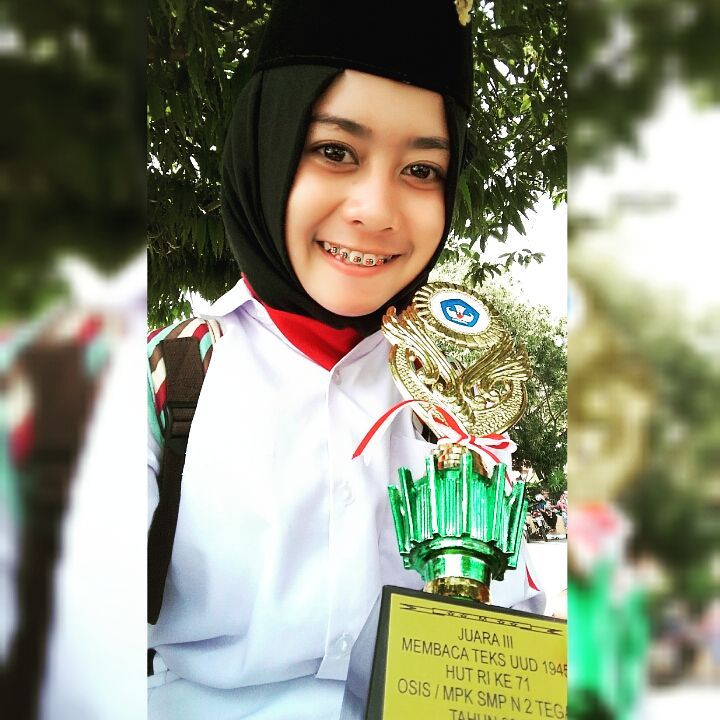 JUARA III
MEMBACA TEKS UUD 1945
HUT RI KE 71
OSIS / MPK SMP N 2 TEGA
TAHUN